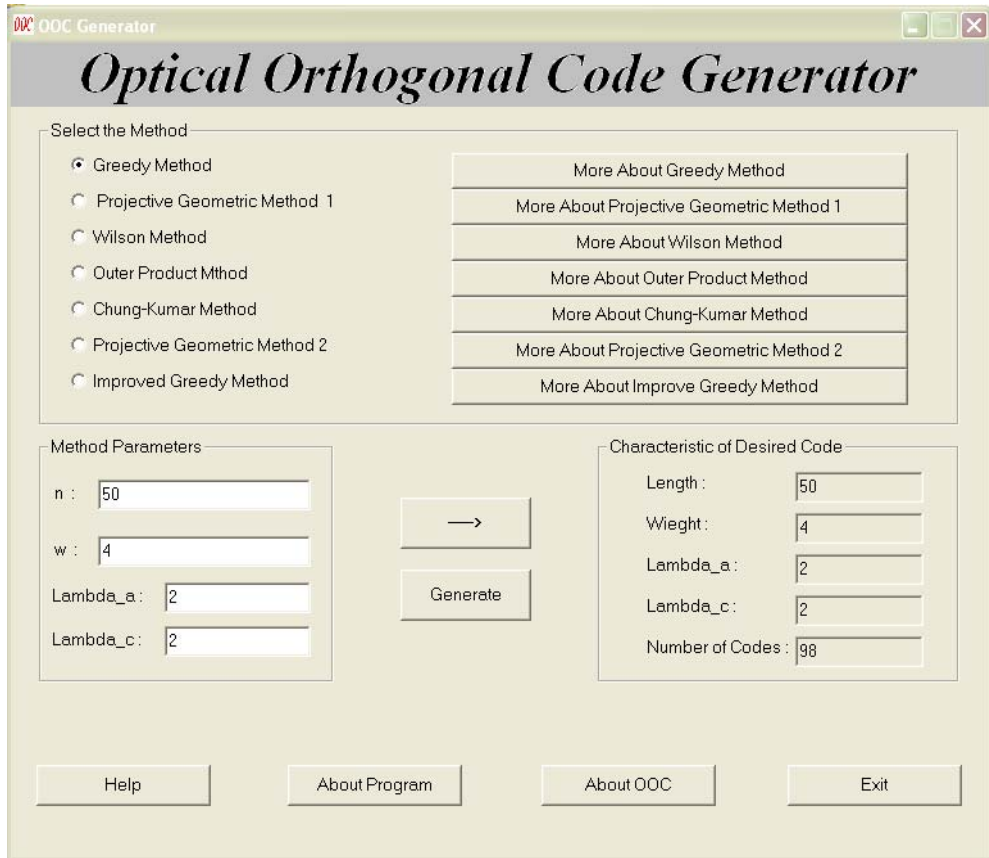 OOC OOC Generator
Optical Orthogonal Code Generator
Select the Method
Greedy Method
More About Greedy Method
Projective Geometric Method 1
More About Projective Geometric Method 1
Wilson Method
More About Wilson Method
Outer Product Mthod
More About Outer Product Method
Chung-Kumar Method
More About Chung-Kumar Method
Projective Geometric Method 2
More About Projective Geometric Method 2
Improved Greedy Method
More About Improve Greedy Method
Method Parameters
n : 50
w : 4
Lambda_a : 2
Lambda_c : 2
--->
Generate
Characteristic of Desired Code
Length : 50
Wieght : 4
Lambda_a : 2
Lambda_c : 2
Number of Codes : 98
Help
About Program
About OOC
Exit